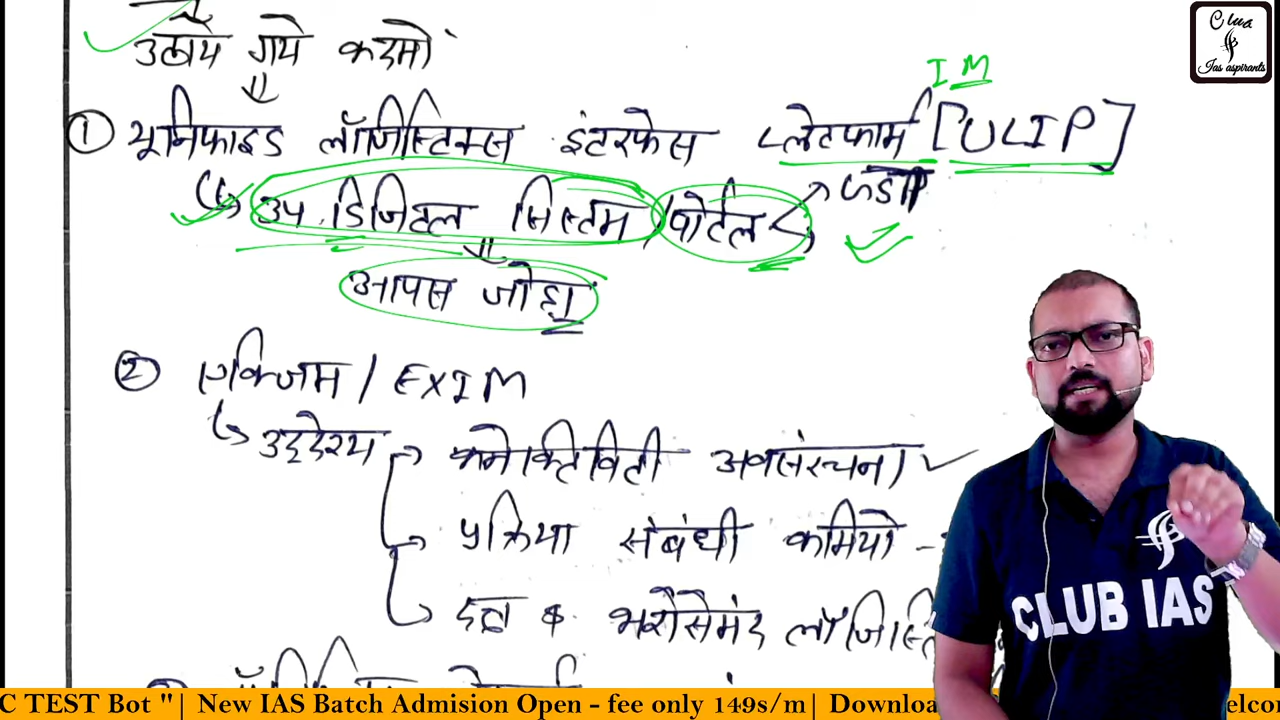 Club
Ias aspirants
उठाये गये कदमों
I M
① यूनिफाइड लॉजिस्टिक्स इंटरफेस प्लेटफार्म [ULIP]
उप डिजिटल सिस्टम / पोर्टल
आपस जोड़ा
② एक्जिम / EXIM
उद्देश्य कनेक्टिविटी अवसंरचना
प्रक्रिया संबंधी कमियो
दक्ष & भरोसेमंद
CLUB IAS
C TEST Bot "| New IAS Batch Admision Open - fee only 149s/m| Downloa